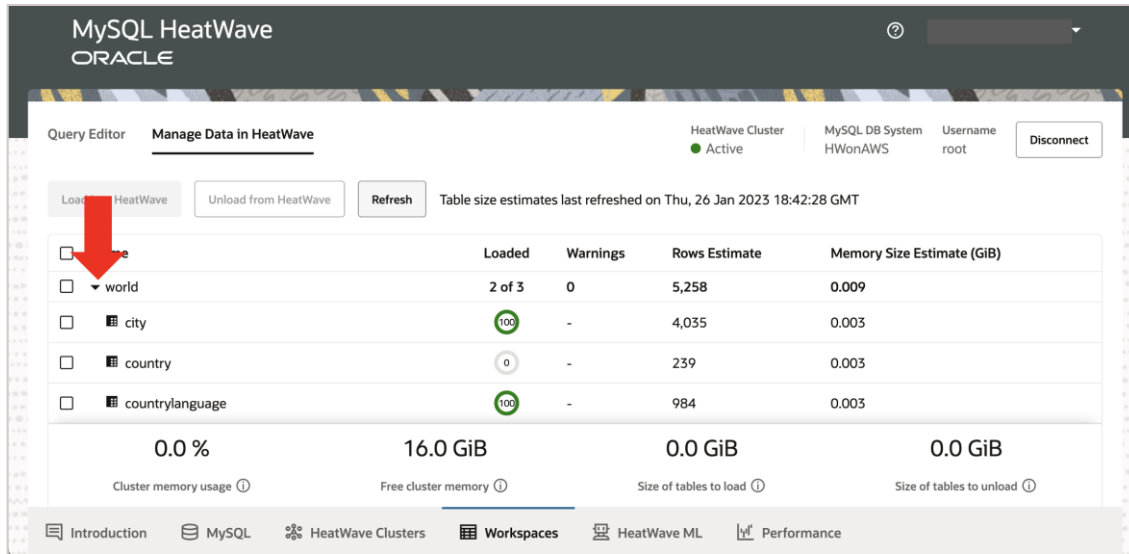 MySQL HeatWave
ORACLE
Query Editor Manage Data in HeatWave HeatWave Cluster MySQL DB System Username
Active HWonAWS root Disconnect
HeatWave Unload from HeatWave Refresh Table size estimates last refreshed on Thu, 26 Jan 2023 18:42:28 GMT
Loaded Warnings Rows Estimate Memory Size Estimate (GiB)
world 2 of 3 0 5,258 0.009
city 100 - 4,035 0.003
country 0 - 239 0.003
countrylanguage 100 - 984 0.003
0.0 % 16.0 GiB 0.0 GiB 0.0 GiB
Cluster memory usage Free cluster memory Size of tables to load Size of tables to unload
Introduction MySQL HeatWave Clusters Workspaces HeatWave ML Performance